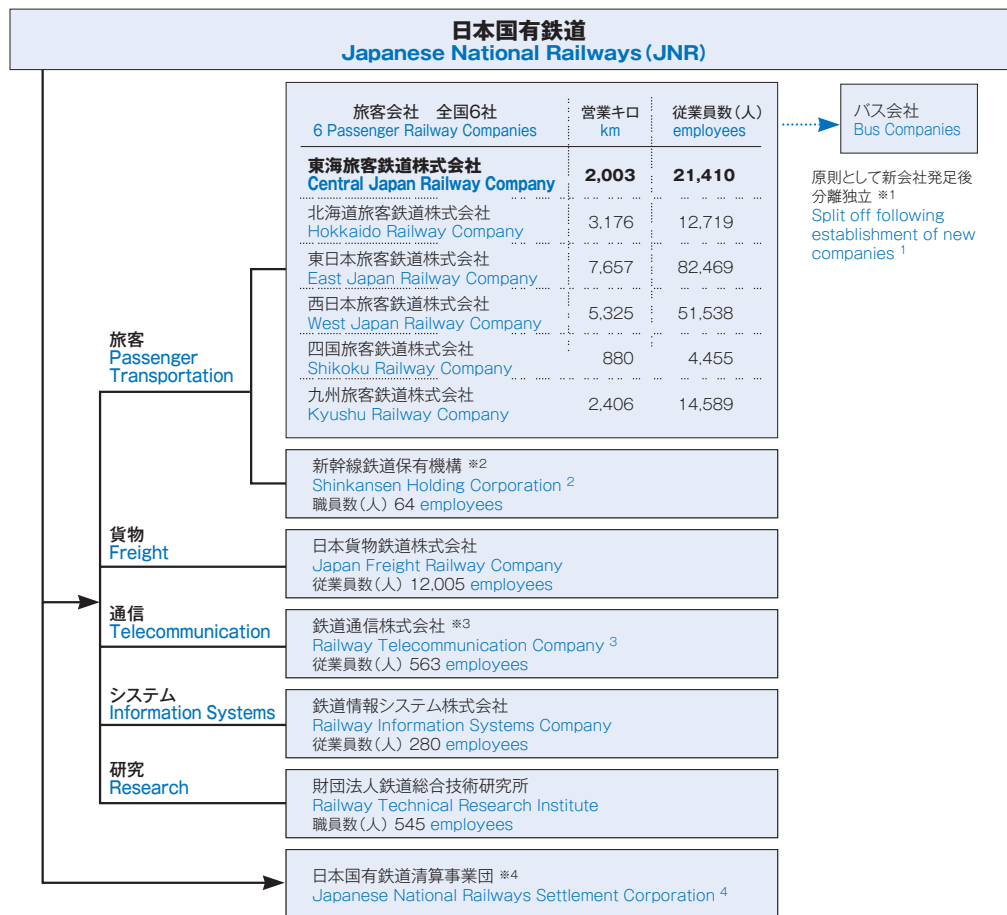 日本国有鉄道
Japanese National Railways(JNR)
旅客会社 全国6社 営業キロ 従業員数(人)
6 Passenger Railway Companies km employees
東海旅客鉄道株式会社
Central Japan Railway Company 2,003 21,410
北海道旅客鉄道株式会社
Hokkaido Railway Company 3,176 12,719
東日本旅客鉄道株式会社
East Japan Railway Company 7,657 82,469
西日本旅客鉄道株式会社
West Japan Railway Company 5,325 51,538
四国旅客鉄道株式会社
Shikoku Railway Company 880 4,455
九州旅客鉄道株式会社
Kyushu Railway Company 2,406 14,589
バス会社
Bus Companies
原則として新会社発足後
分離独立 ※1
Split off following
establishment of new
companies 1
旅客
Passenger
Transportation
新幹線鉄道保有機構 ※2
Shinkansen Holding Corporation 2
職員数(人) 64 employees
貨物
Freight
日本貨物鉄道株式会社
Japan Freight Railway Company
従業員数(人) 12,005 employees
通信
Telecommunication
鉄道通信株式会社 ※3
Railway Telecommunication Company 3
従業員数(人) 563 employees
システム
Information Systems
鉄道情報システム株式会社
Railway Information Systems Company
従業員数(人) 280 employees
研究
Research
財団法人鉄道総合技術研究所
Railway Technical Research Institute
職員数(人) 545 employees
日本国有鉄道清算事業団 ※4
Japanese National Railways Settlement Corporation 4